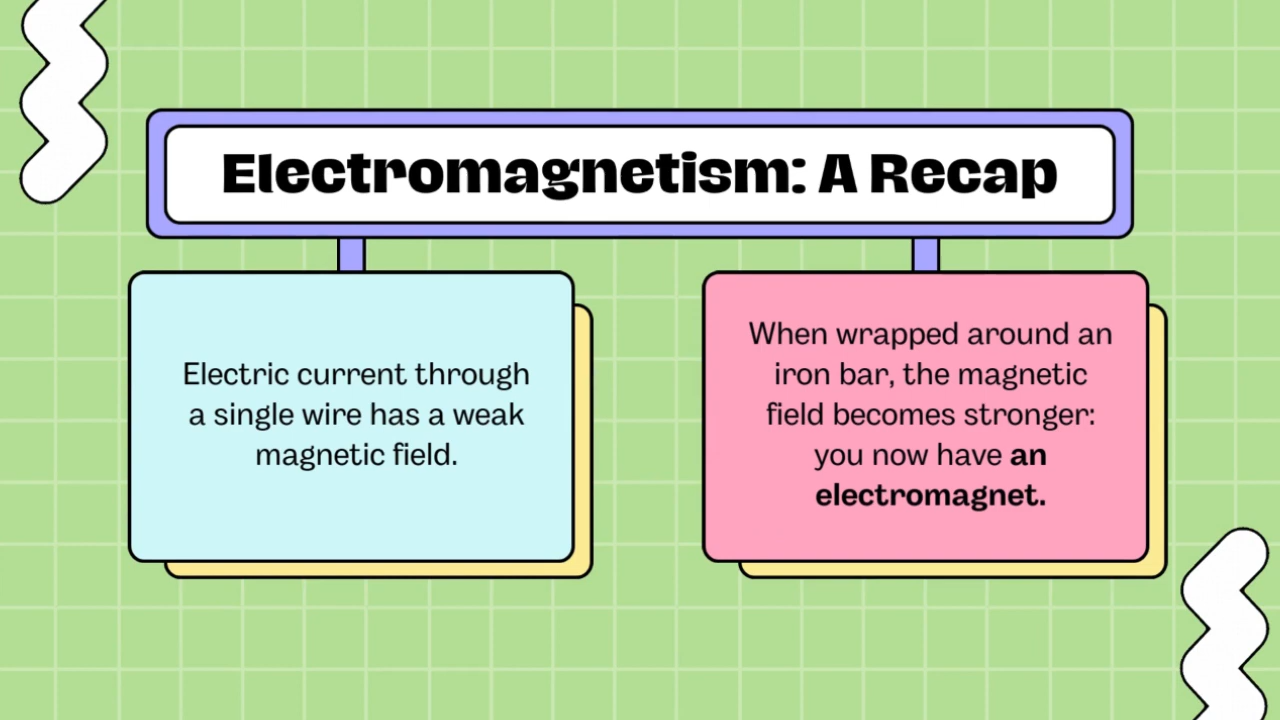 Electromagnetism: A Recap
Electric current through
a single wire has a weak
magnetic field.
When wrapped around an
iron bar, the magnetic
field becomes stronger:
you now have an
electromagnet.